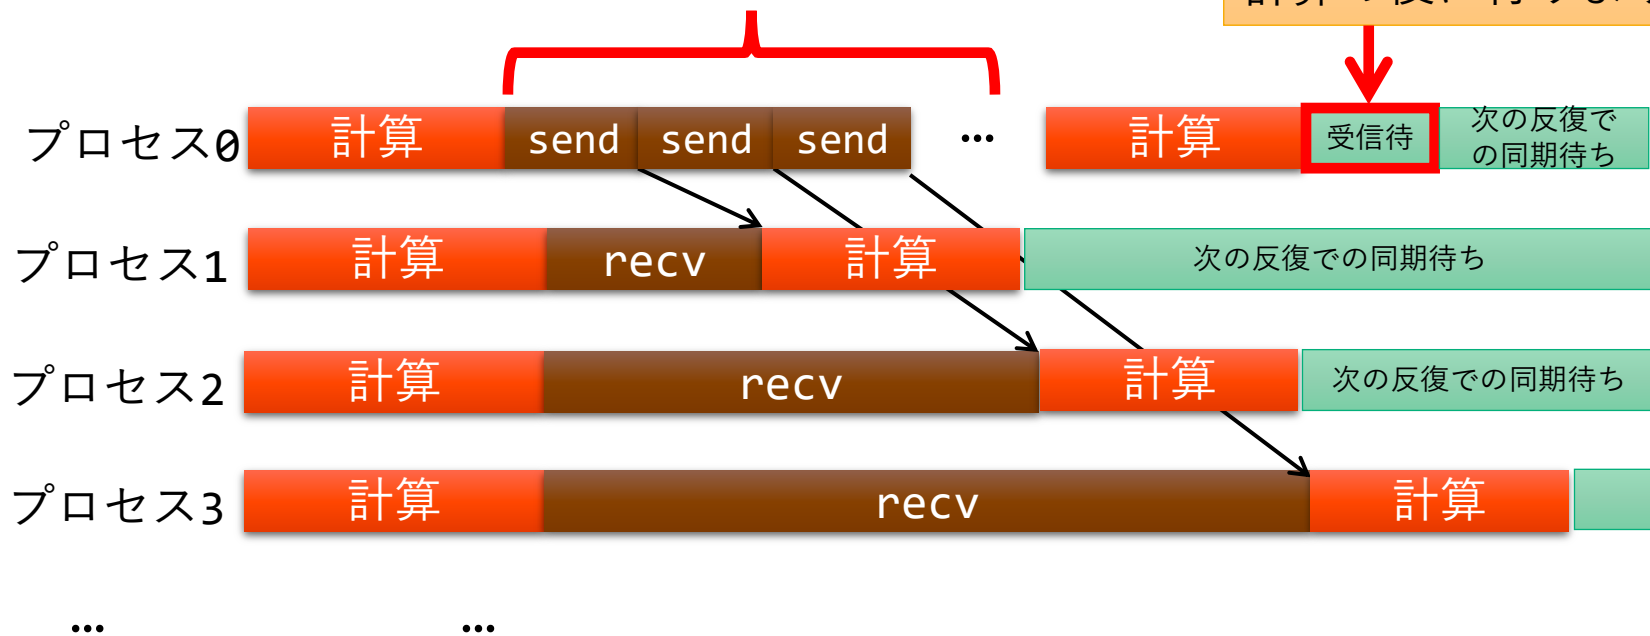 プロセス0 計算 send send send … 計算 受信待 次の反復で
の同期待ち
プロセス1 計算 recv 計算 次の反復での同期待ち
プロセス2 計算 recv 計算 次の反復での同期待ち
プロセス3 計算 recv 計算
… …